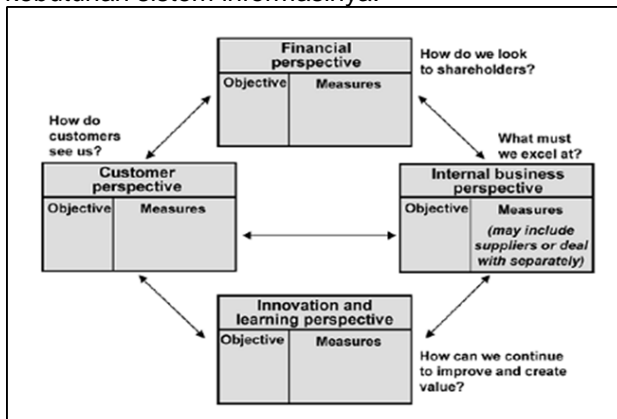 kebutuhan sistem informasinya.
Financial
perspective
Objective Measures
How do we look
to shareholders?
How do
customers
see us?
Customer
perspective
Objective Measures
What must
we excel at?
Internal business
perspective
Objective Measures
(may include
suppliers or deal
with separately)
Innovation and
learning perspective
Objective Measures
How can we continue
to improve and create
value?